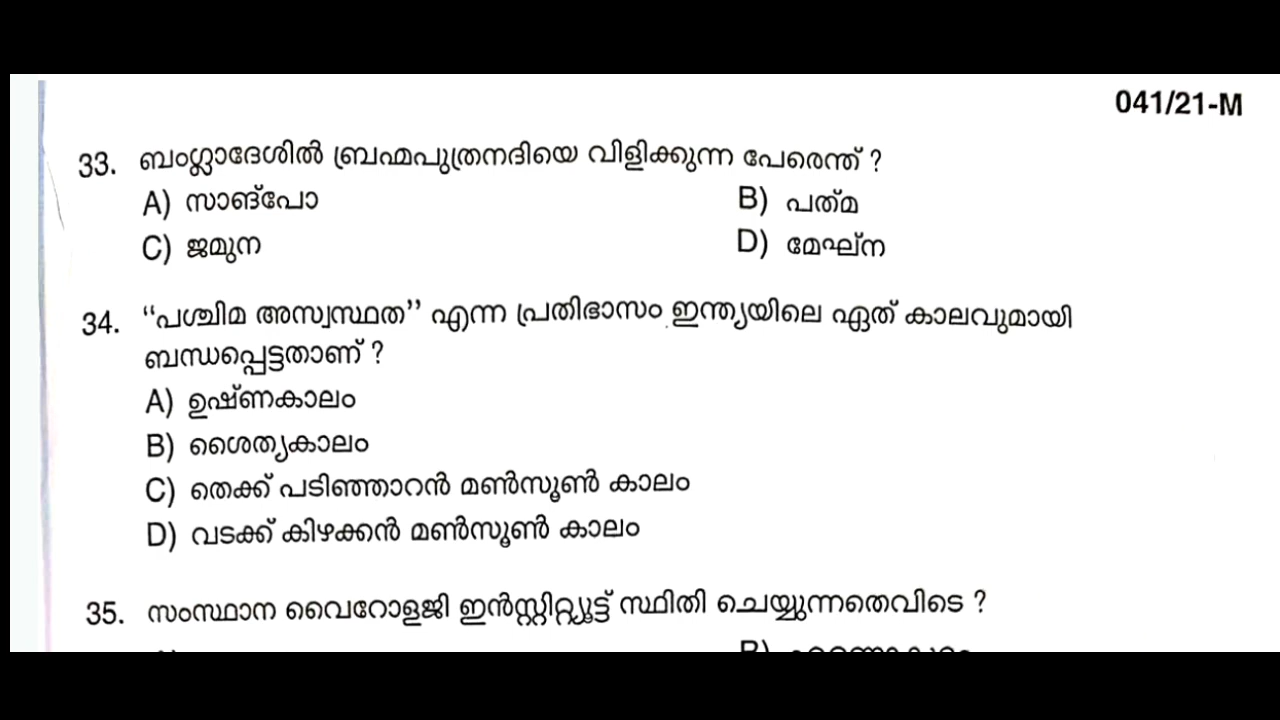 041/21-M
33. ബംഗ്ലാദേശിൽ ബ്രഹ്മപുത്രനദിയെ വിളിക്കുന്ന പേരെന്ത് ?
A) സാങ്പോ B) പത്മ
C) ജമുന D) മേഘ്ന
34. “പശ്ചിമ അസ്വസ്ഥത” എന്ന പ്രതിഭാസം ഇന്ത്യയിലെ ഏത് കാലവുമായി
ബന്ധപ്പെട്ടതാണ് ?
A) ഉഷ്ണകാലം
B) ശൈത്യകാലം
C) തെക്ക് പടിഞ്ഞാറൻ മൺസൂൺ കാലം
D) വടക്ക് കിഴക്കൻ മൺസൂൺ കാലം
35. സംസ്ഥാന വൈറോളജി ഇൻസ്റ്റിറ്റ്യൂട്ട് സ്ഥിതി ചെയ്യുന്നതെവിടെ ?
B)